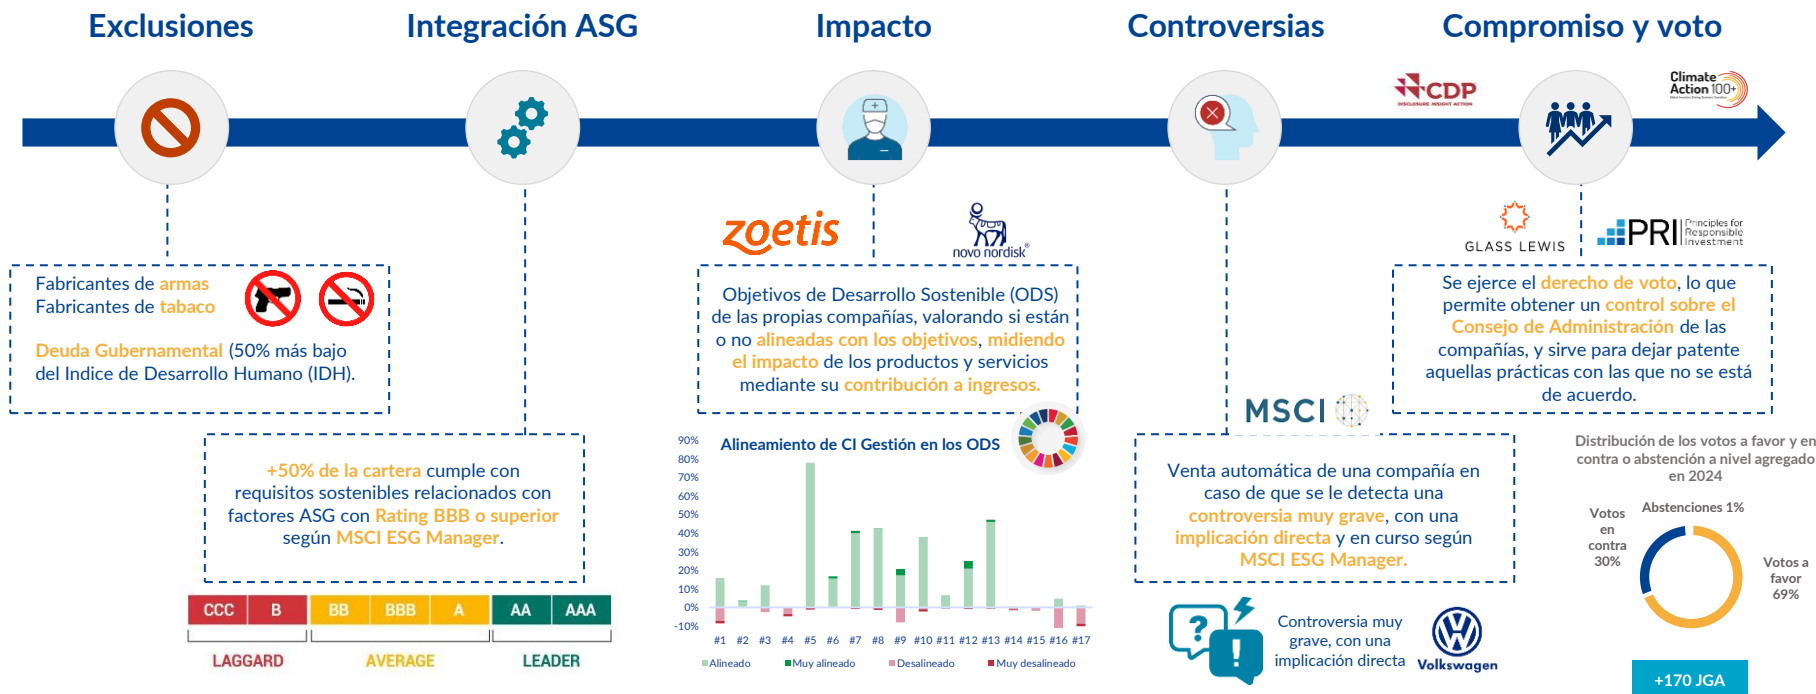 Exclusiones
Integración ASG
Impacto
Controversias
Compromiso y voto
CDP
DISCLOSURE INSIGHT ACTION
Climate
Action 100+
zoetis
novo nordisk®
GLASS LEWIS
PRI
Principles for
Responsible
Investment
Fabricantes de armas
Fabricantes de tabaco
Deuda Gubernamental (50% más bajo
del Indice de Desarrollo Humano (IDH).
+50% de la cartera cumple con
requisitos sostenibles relacionados con
factores ASG con Rating BBB o superior
según MSCI ESG Manager.
CCC B BB BBB A AA AAA
LAGGARD AVERAGE LEADER
Objetivos de Desarrollo Sostenible (ODS)
de las propias compañías, valorando si están
o no alineadas con los objetivos, midiendo
el impacto de los productos y servicios
mediante su contribución a ingresos.
Alineamiento de CI Gestión en los ODS
90%
80%
70%
60%
50%
40%
30%
20%
10%
0%
-10%
#1 #2 #3 #4 #5 #6 #7 #8 #9 #10 #11 #12 #13 #14 #15 #16 #17
Alineado Muy alineado Desalineado Muy desalineado
MSCI
Venta automática de una compañía en
caso de que se le detecta una
controversia muy grave, con una
implicación directa y en curso según
MSCI ESG Manager.
?
!
Controversia muy
grave, con una
implicación directa
Volkswagen
Se ejerce el derecho de voto, lo que
permite obtener un control sobre el
Consejo de Administración de las
compañías, y sirve para dejar patente
aquellas prácticas con las que no se está
de acuerdo.
Distribución de los votos a favor y en
contra o abstención a nivel agregado
en 2024
Abstenciones 1%
Votos
en
contra
30%
Votos a
favor
69%
+170 JGA